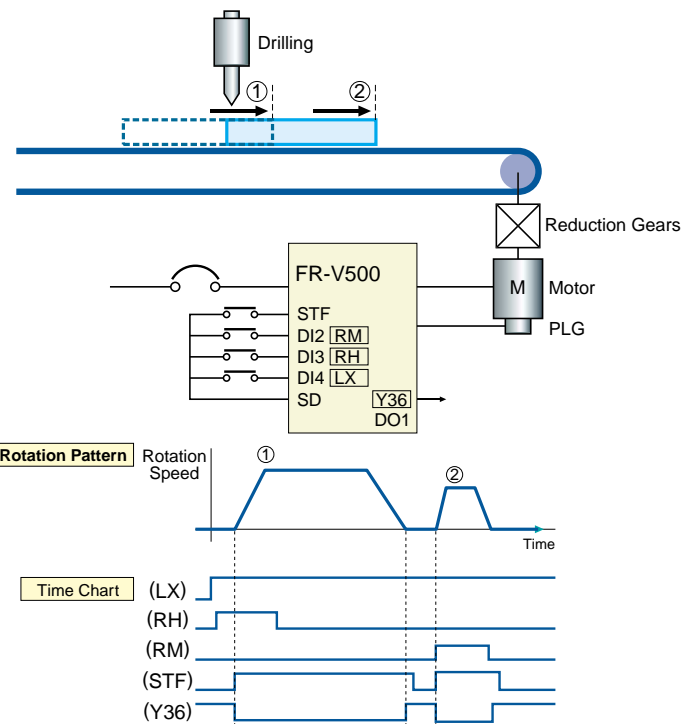 Drilling
① ②
Reduction Gears
FR-V500
M Motor
STF
PLG
DI2 RM
DI3 RH
DI4 LX
SD Y36
DO1
Rotation Pattern
Rotation
Speed
① ②
Time
Time Chart
(LX)
(RH)
(RM)
(STF)
(Y36)